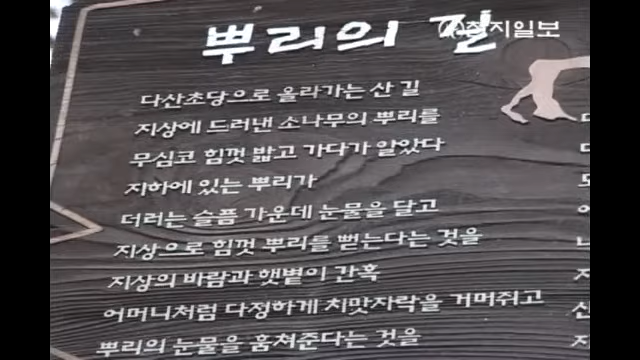 뿌리의 길
천지일보
다산초당으로 올라가는 산 길
지상에 드러낸 소나무의 뿌리를
무심코 힘껏 밟고 가다가 알았다
지하에 있는 뿌리가
더러는 슬픔 가운데 눈물을 달고
지상으로 힘껏 뿌리를 뻗는다는 것을
지상의 바람과 햇볕이 간혹
어머니처럼 다정하게 치맛자락을 거머쥐고
뿌리의 눈물을 훔쳐준다는 것을